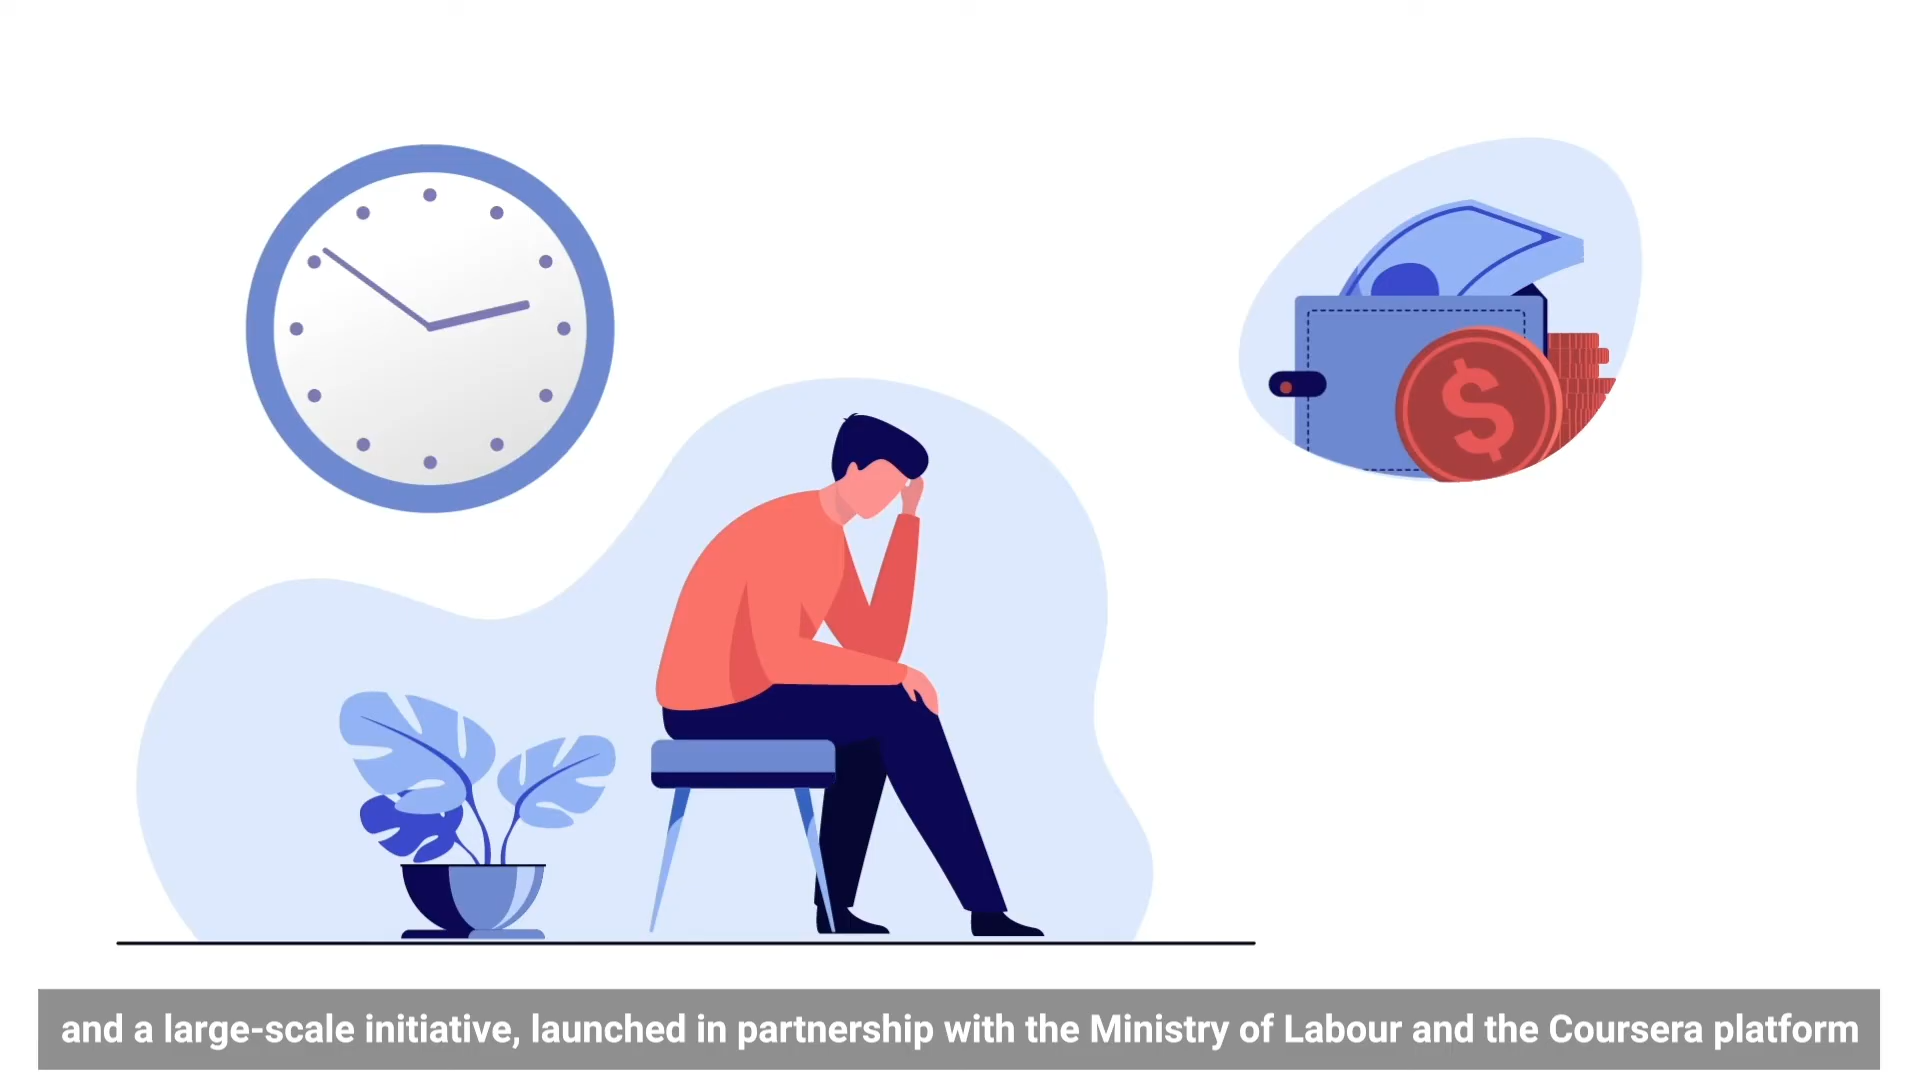 $
and a large-scale initiative, launched in partnership with the Ministry of Labour and the Coursera platform